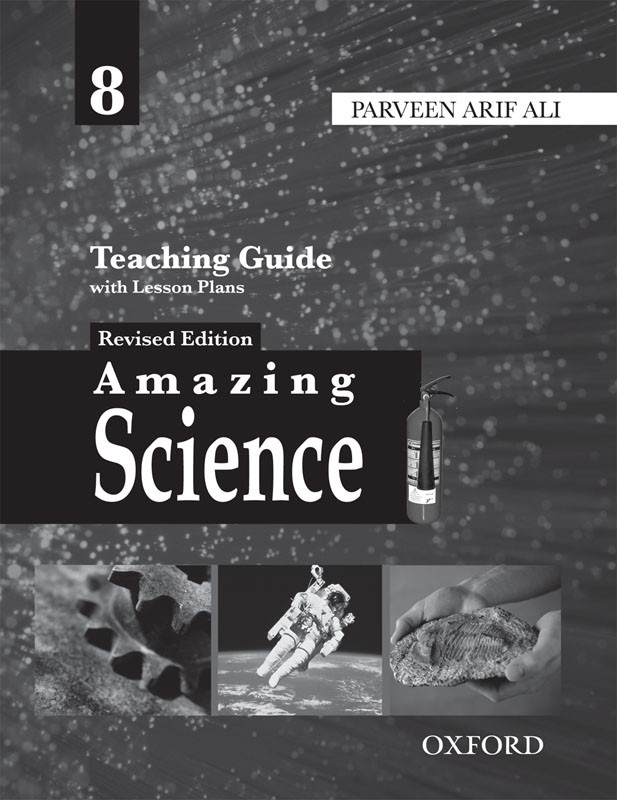 8
PARVEEN ARIF ALI
Teaching Guide
with Lesson Plans
Revised Edition
Amazing
Science
OXFORD